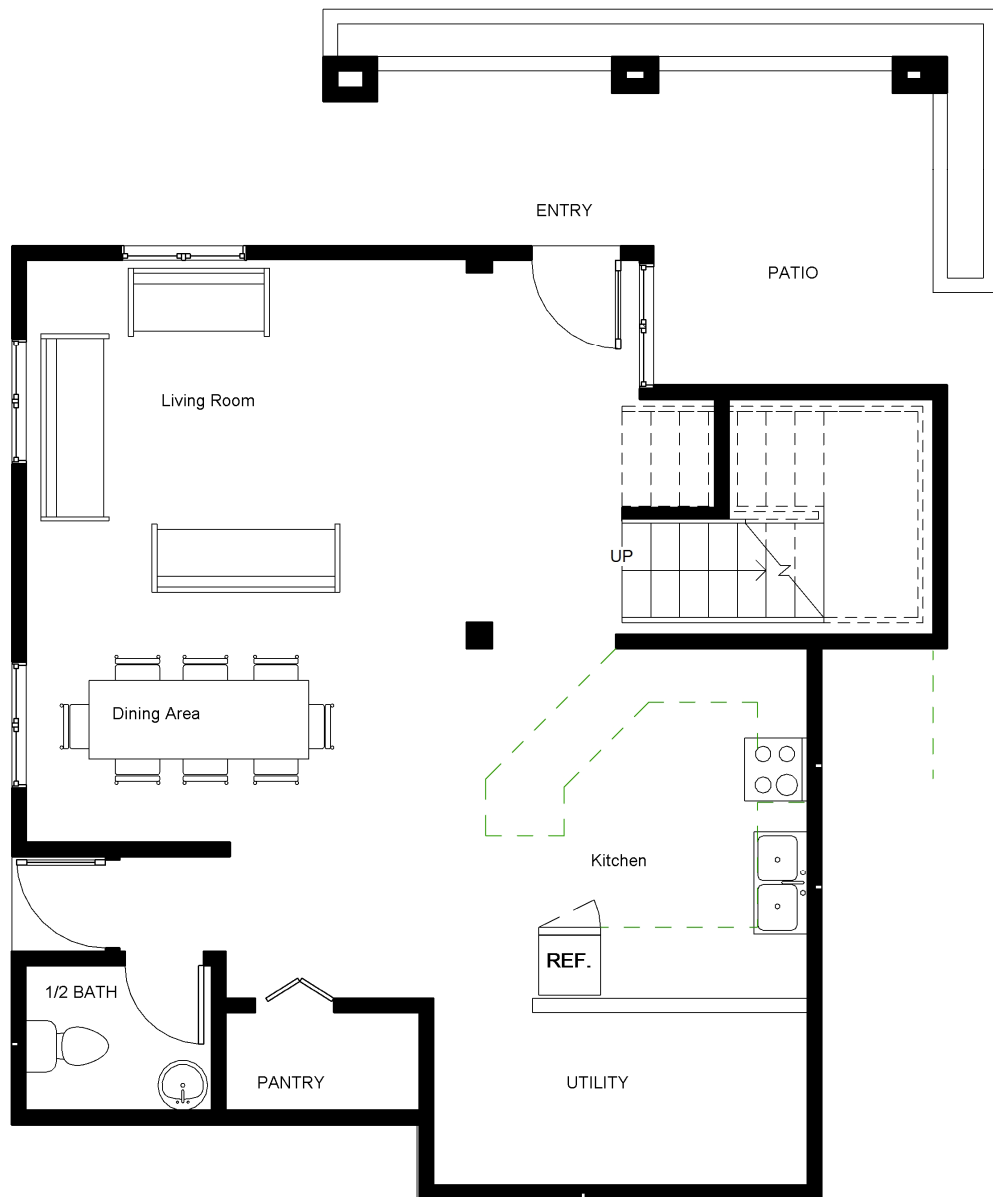 ENTRY
PATIO
Living Room
UP
Dining Area
Kitchen
REF.
1/2 BATH
PANTRY
UTILITY